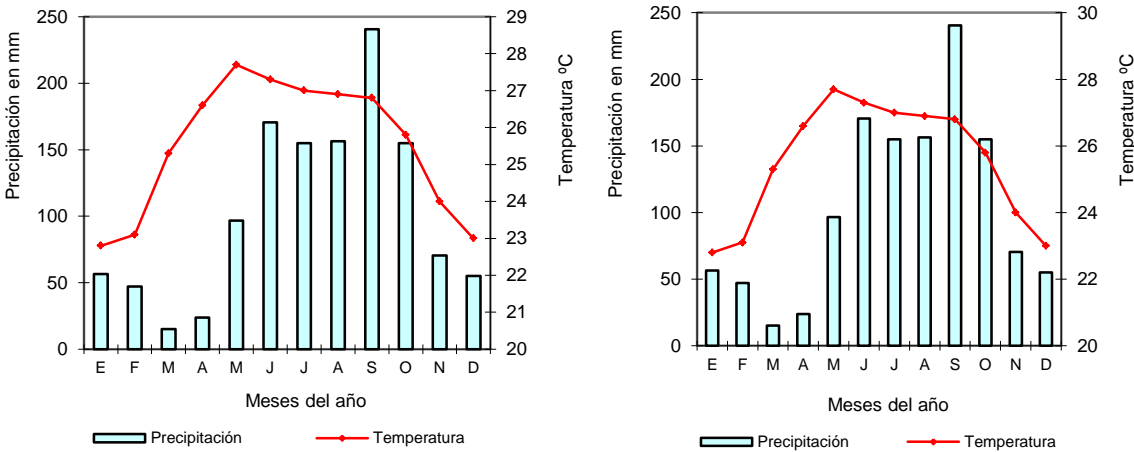 Precipitación en mm
250
200
150
100
50
0
29
28
27
26
25
24
23
22
21
20
Temperatura ºC
E F M A M J J A S O N D
Meses del año
Precipitación Temperatura
Precipitación en mm
250
200
150
100
50
0
30
28
26
24
22
20
Temperatura ºC
E F M A M J J A S O N D
Meses del año
Precipitación Temperatura